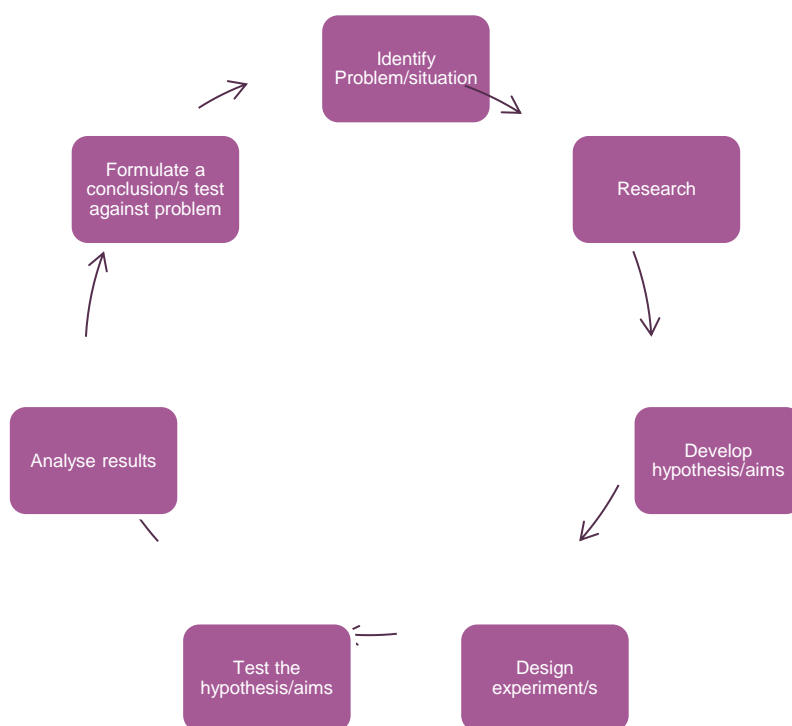 Identify
Problem/situation
Research
Develop
hypothesis/aims
Design
experiment/s
Test the
hypothesis/aims
Analyse results
Formulate a
conclusion/s test
against problem